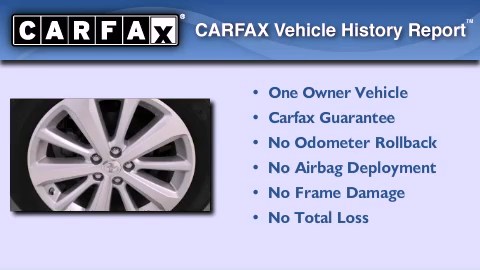 CARFAX®
CARFAX Vehicle History Report™
• One Owner Vehicle
• Carfax Guarantee
• No Odometer Rollback
• No Airbag Deployment
• No Frame Damage
• No Total Loss